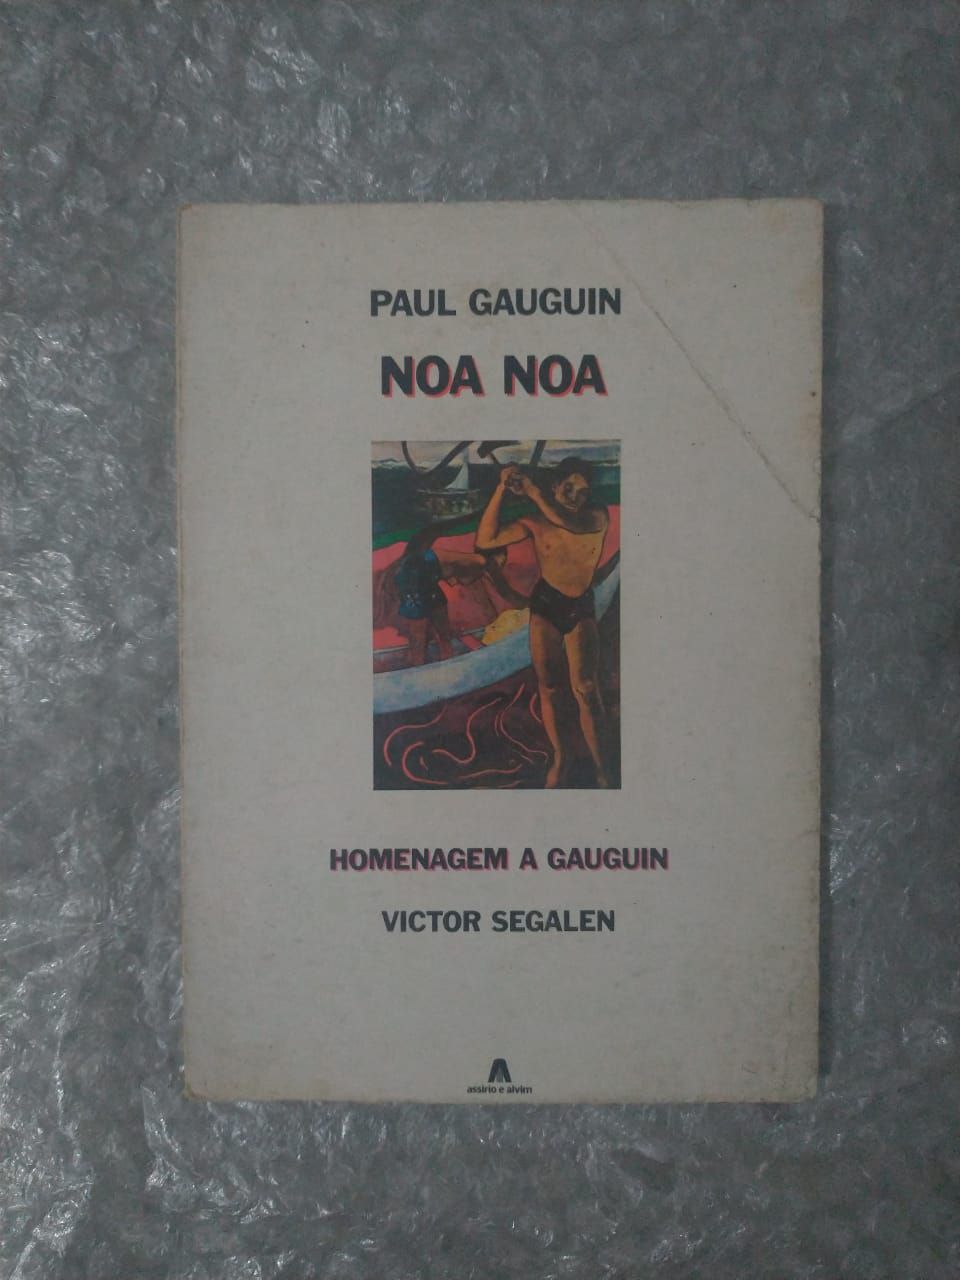 PAUL GAUGUIN
NOA NOA
HOMENAGEM A GAUGUIN
VICTOR SEGALEN
assírio e alvim